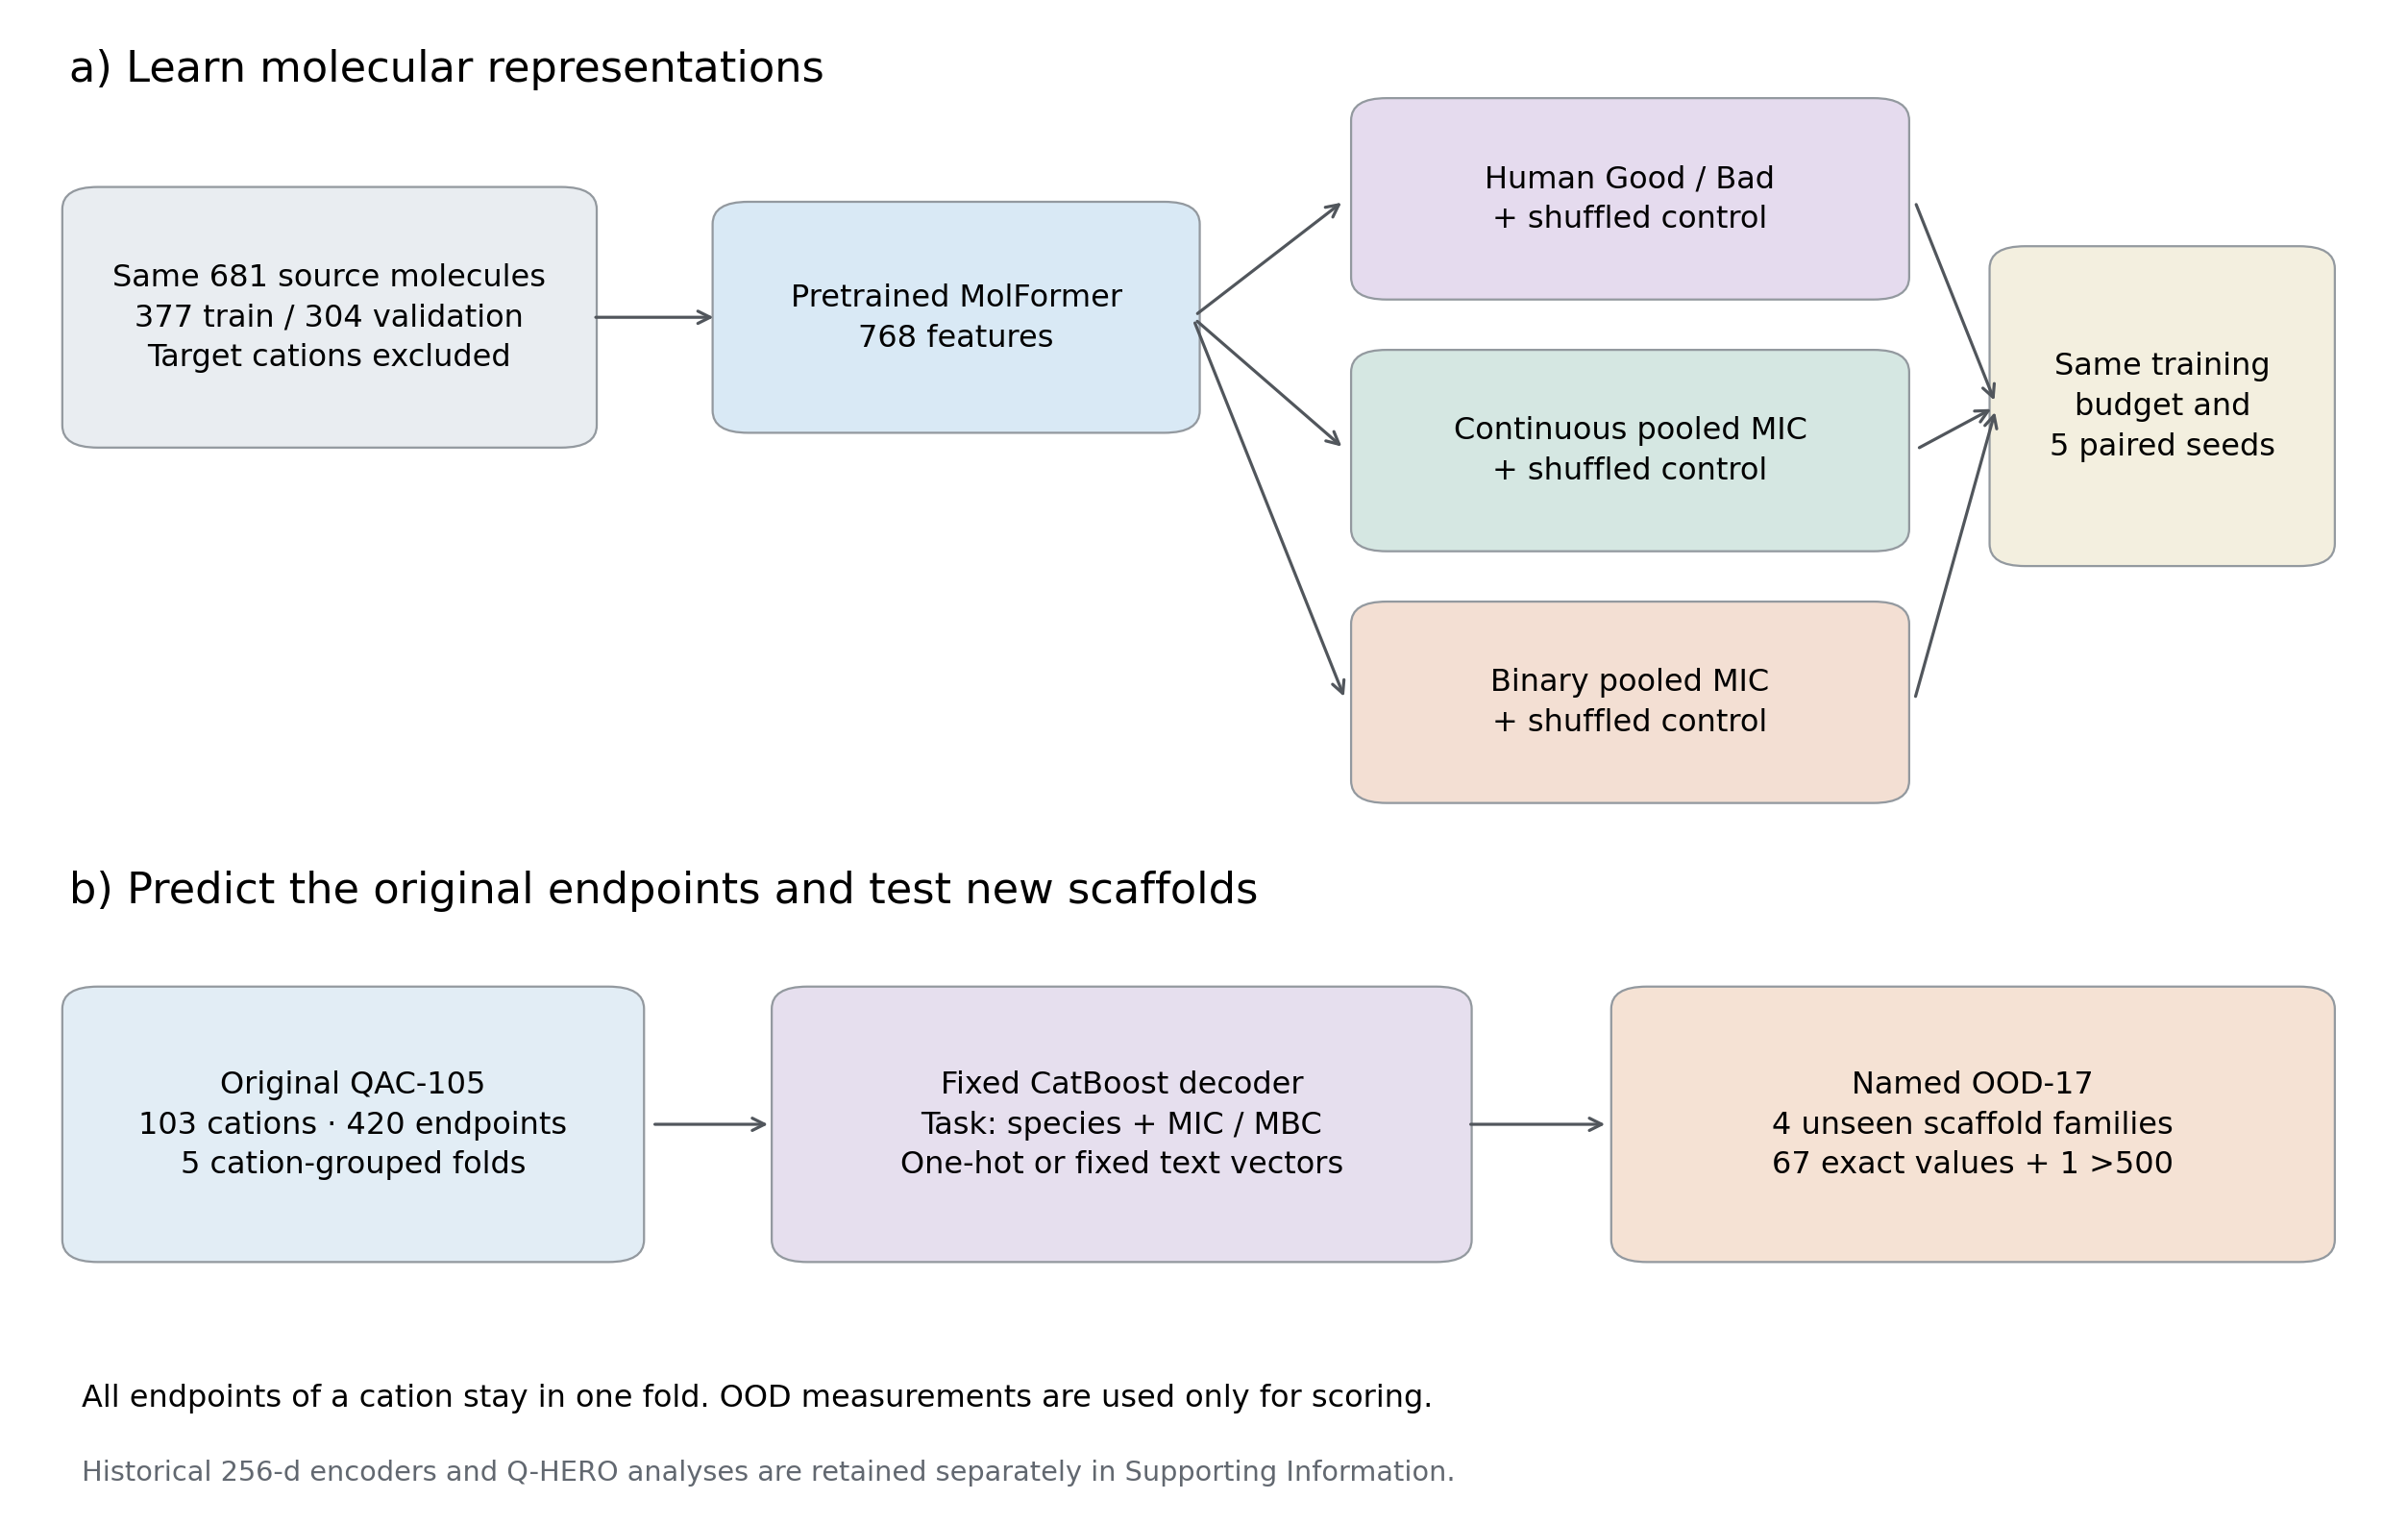 a) Learn molecular representations
Same 681 source molecules
377 train / 304 validation
Target cations excluded
Pretrained MolFormer
768 features
Human Good / Bad
+ shuffled control
Continuous pooled MIC
+ shuffled control
Binary pooled MIC
+ shuffled control
Same training
budget and
5 paired seeds
b) Predict the original endpoints and test new scaffolds
Original QAC-105
103 cations · 420 endpoints
5 cation-grouped folds
Fixed CatBoost decoder
Task: species + MIC / MBC
One-hot or fixed text vectors
Named OOD-17
4 unseen scaffold families
67 exact values + 1 >500
All endpoints of a cation stay in one fold. OOD measurements are used only for scoring.
Historical 256-d encoders and Q-HERO analyses are retained separately in Supporting Information.